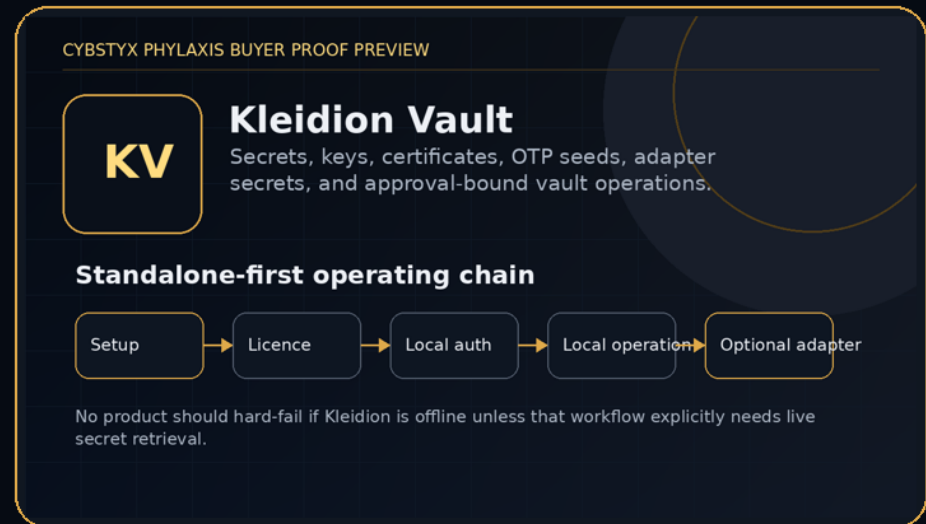 CYBSTYX PHYLAXIS BUYER PROOF PREVIEW
KV
Kleidion Vault
Secrets, keys, certificates, OTP seeds, adapter
secrets, and approval-bound vault operations.
Standalone-first operating chain
Setup
Licence
Local auth
Local operation
Optional adapter
No product should hard-fail if Kleidion is offline unless that workflow explicitly needs live
secret retrieval.